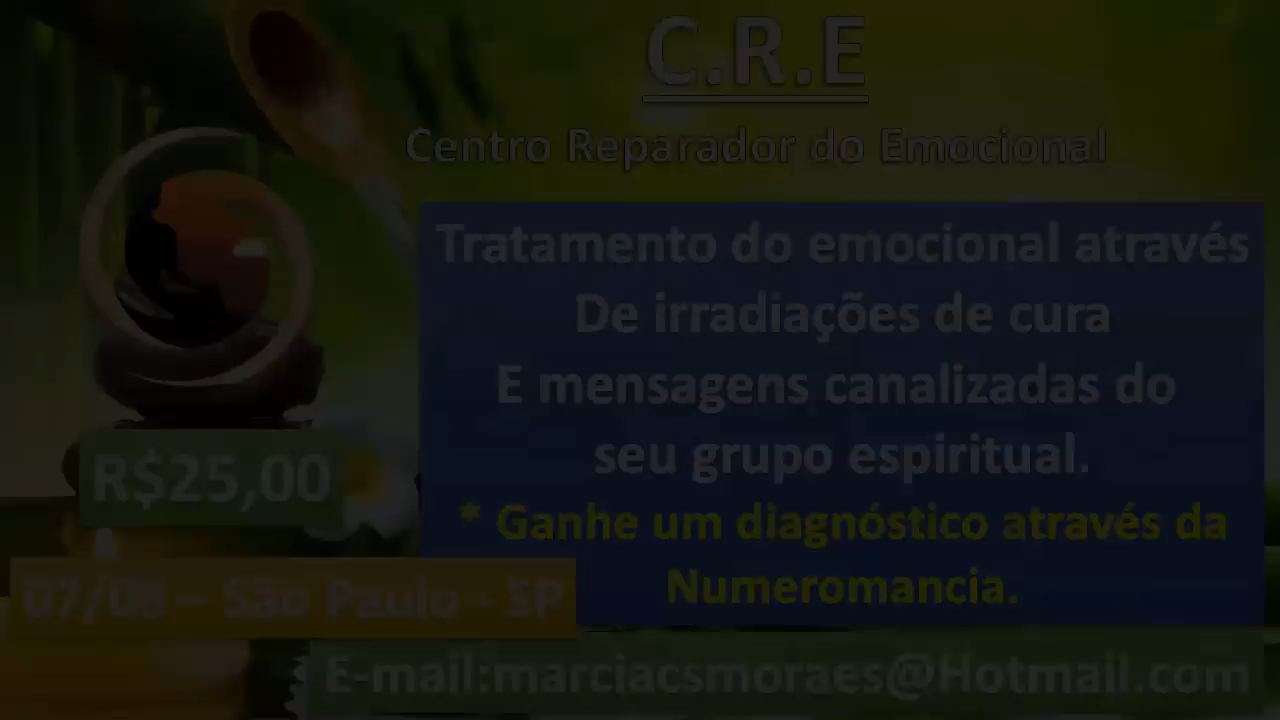 C.R.E
Centro Reparador do Emocional
Tratamento do emocional através
De irradiações de cura
E mensagens canalizadas do
seu grupo espiritual.
* Ganhe um diagnóstico através da
Numeromancia.
R$25,00
07/08 – São Paulo - SP
E-mail:marciacsmoraes@Hotmail.com